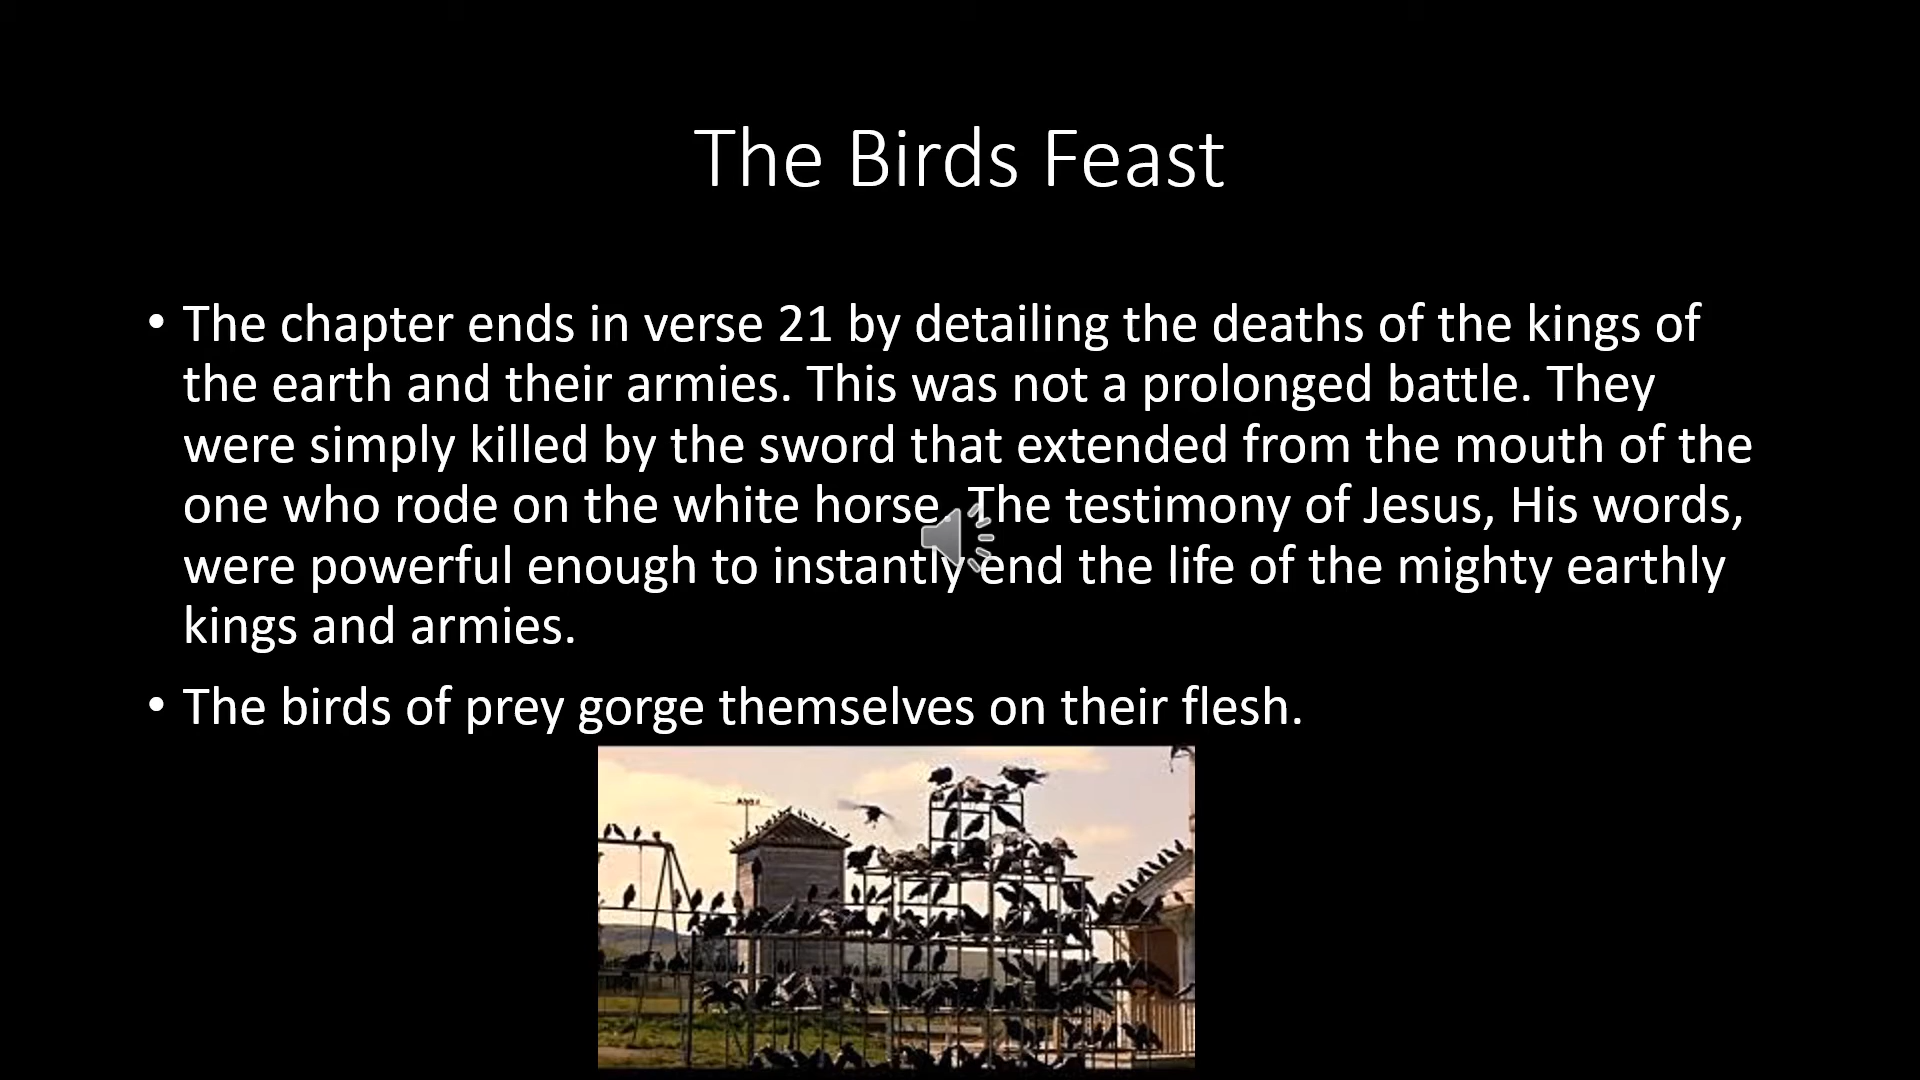 The Birds Feast
• The chapter ends in verse 21 by detailing the deaths of the kings of
the earth and their armies. This was not a prolonged battle. They
were simply killed by the sword that extended from the mouth of the
one who rode on the white horse. The testimony of Jesus, His words,
were powerful enough to instantly end the life of the mighty earthly
kings and armies.
• The birds of prey gorge themselves on their flesh.